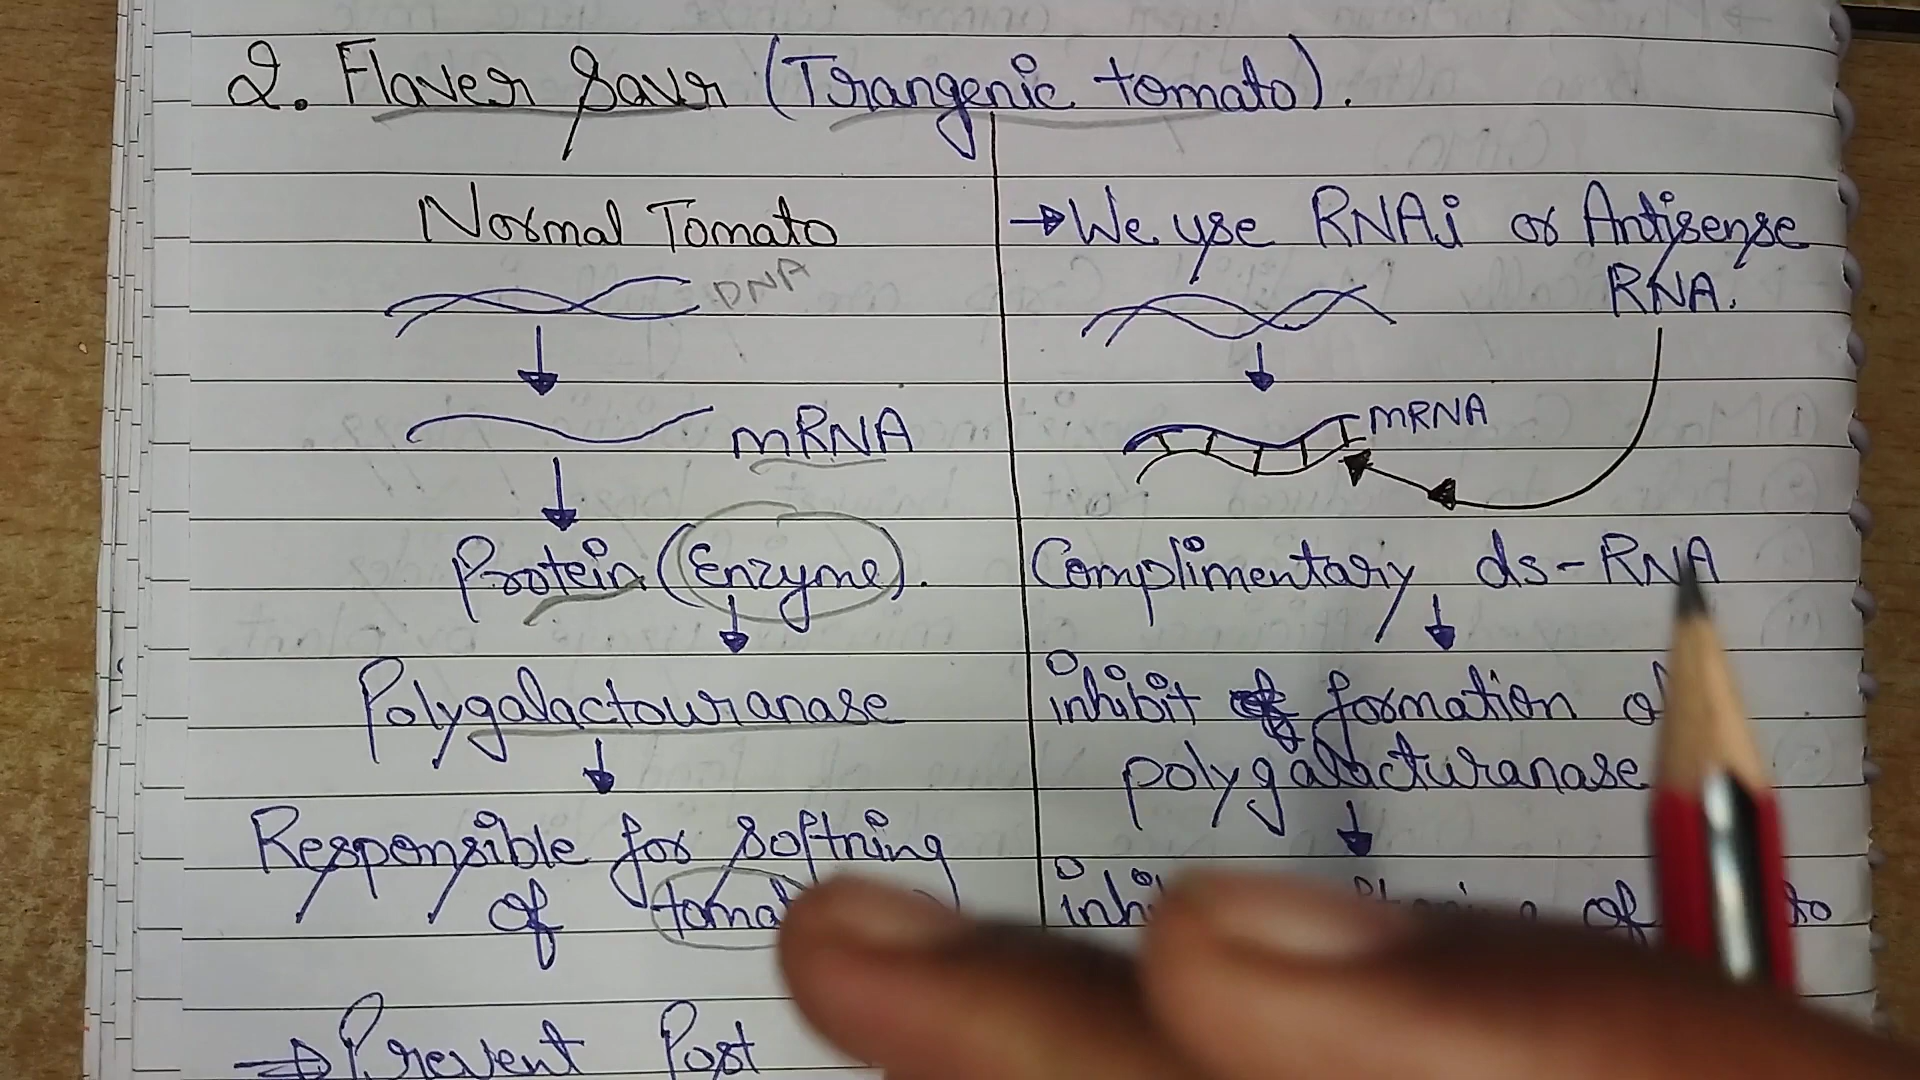 2. Flaver Savr (Trangenic tomato).
Normal Tomato
DNA
mRNA
Protein (Enzyme).
Polygalactouranase
Responsible for softning
of
→ Prevent Post
→ We use RNAi or Antisense
RNA.
mRNA
Complimentary ds-RNA
inhibit formation
polygalacturanase
of